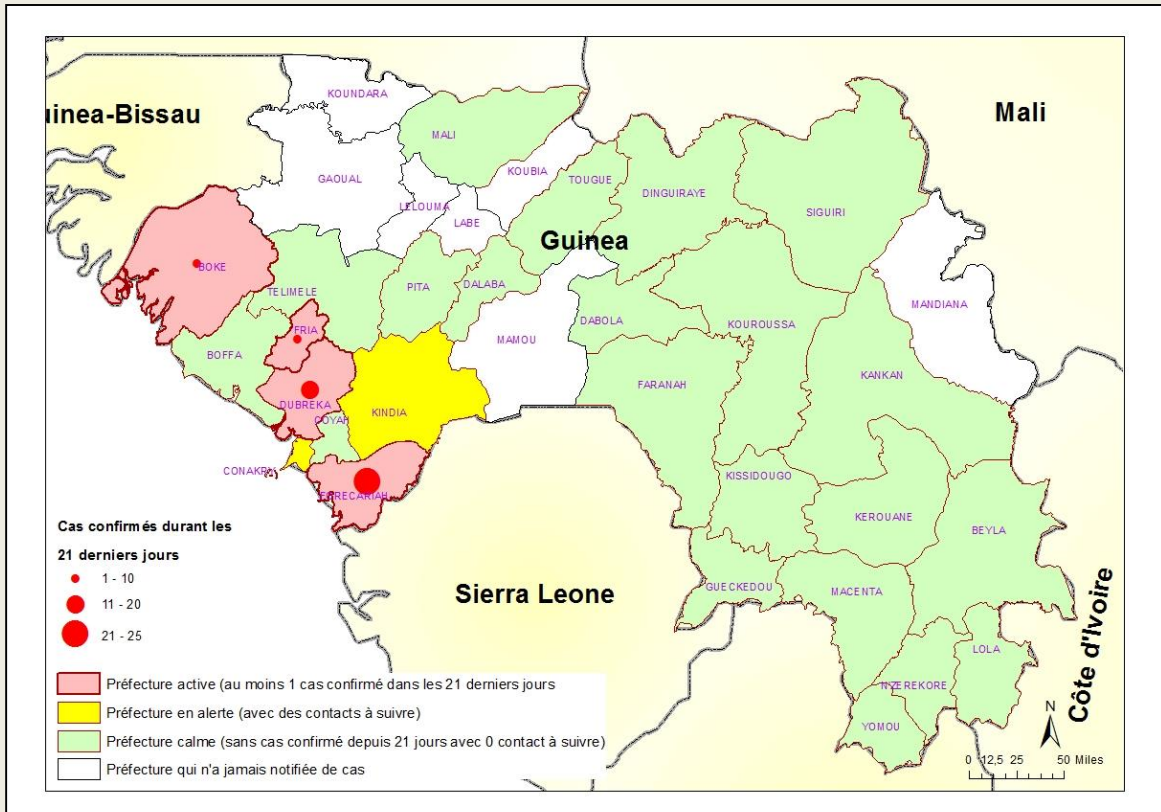 KOUNDARA
uinea-Bissau
Mali
MALI
KOUBIA
GAOUAL
TOUGUE
DINGUIRAYE
LELOUMA
LABE
SIGUIRI
Guinea
BOKE
PITA
DALABA
TELIMELE
MANDIANA
DABOLA
KOUROUSSA
FRIA
MAMOU
BOFFA
KANKAN
FARANAH
DUBREKA
KINDIA
COYAH
CONAKRY
KISSIDOUGO
FORECARIAH
KEROUANE
BEYLA
Cas confirmés durant les
21 derniers jours
1 - 10
11 - 20
21 - 25
GUECKEDOU
MACENTA
Sierra Leone
Côte d'Ivoire
LOLA
NZEREKORE
YOMOU
Préfecture active (au moins 1 cas confirmé dans les 21 derniers jours
Préfecture en alerte (avec des contacts à suivre)
Préfecture calme (sans cas confirmé depuis 21 jours avec 0 contact à suivre)
Préfecture qui n'a jamais notifiée de cas
N
0 12,5 25 50 Miles